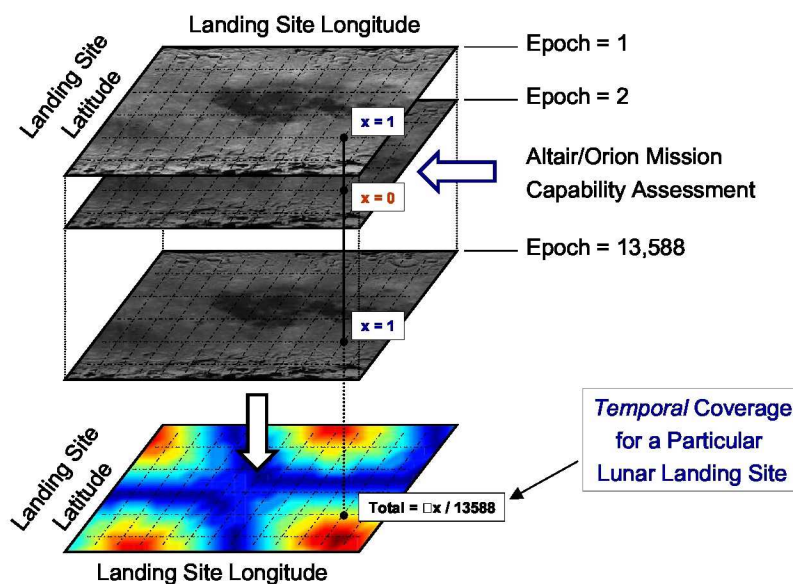 Landing Site Longitude
Landing Site
Latitude
Epoch = 1
Epoch = 2
x = 1
Altair/Orion Mission
Capability Assessment
x = 0
Epoch = 13,588
x = 1
Temporal Coverage
for a Particular
Lunar Landing Site
Landing Site
Latitude
Total = □x / 13588
Landing Site Longitude